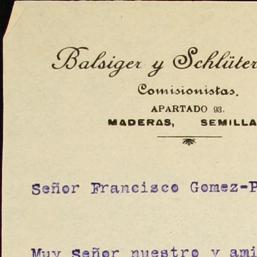 Balsiger y Schlüter
Comisionistas.
APARTADO 93.
MADERAS, SEMILLA
Señor Francisco Gomez-P
Muy Señor nuestro y ami